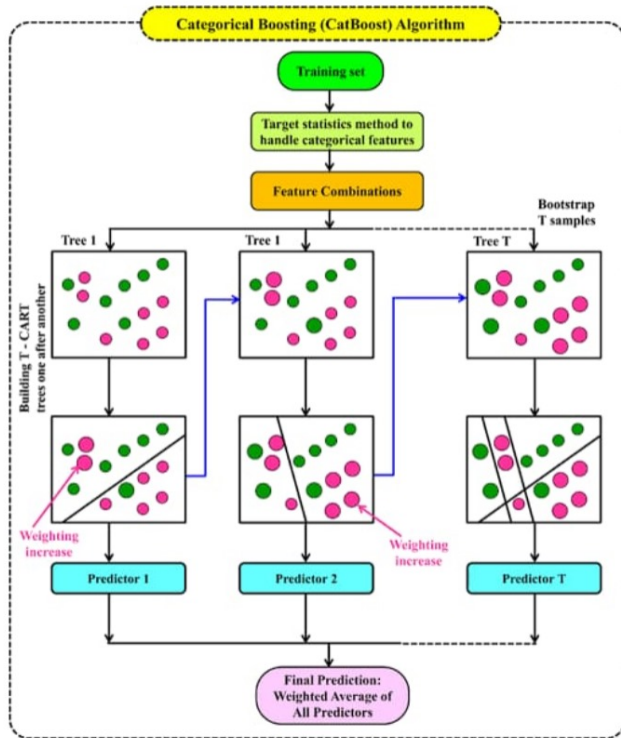 Categorical Boosting (CatBoost) Algorithm
Training set
Target statistics method to
handle categorical features
Feature Combinations
Bootstrap
T samples
Tree 1
Tree 1
Tree T
Building T - CART
trees one after another
Weighting
increase
Weighting
increase
Predictor 1
Predictor 2
Predictor T
Final Prediction:
Weighted Average of
All Predictors